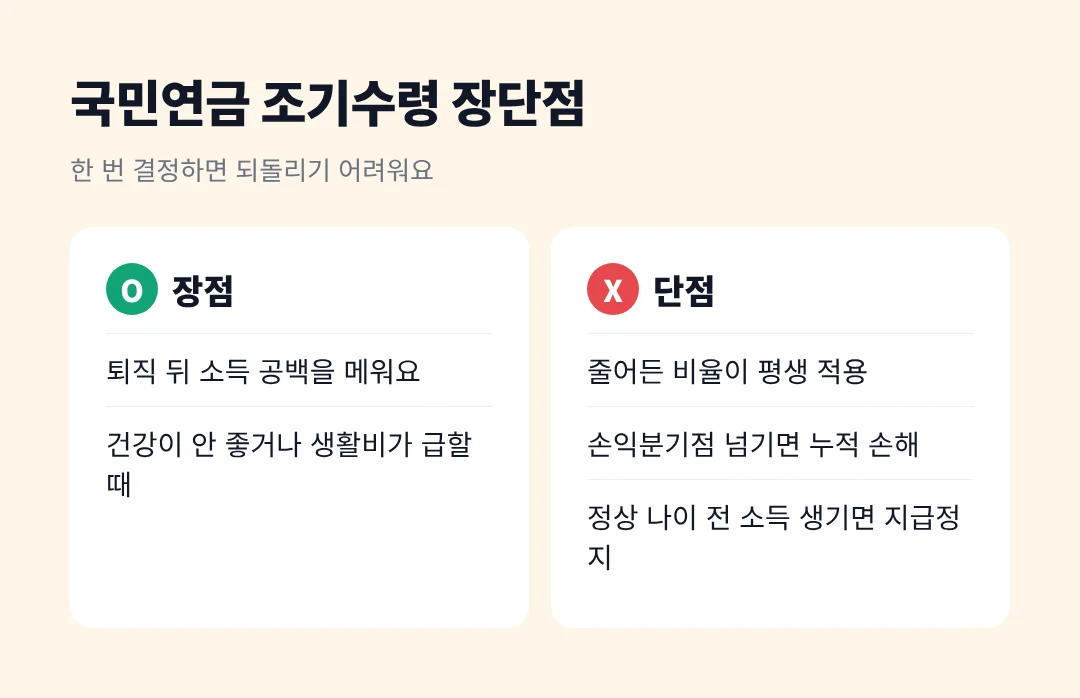 국민연금 조기수령 장단점
한 번 결정하면 되돌리기 어려워요
O 장점
퇴직 뒤 소득 공백을 메워요
건강이 안 좋거나 생활비가 급할
때
X 단점
줄어든 비율이 평생 적용
손익분기점 넘기면 누적 손해
정상 나이 전 소득 생기면 지급정
지